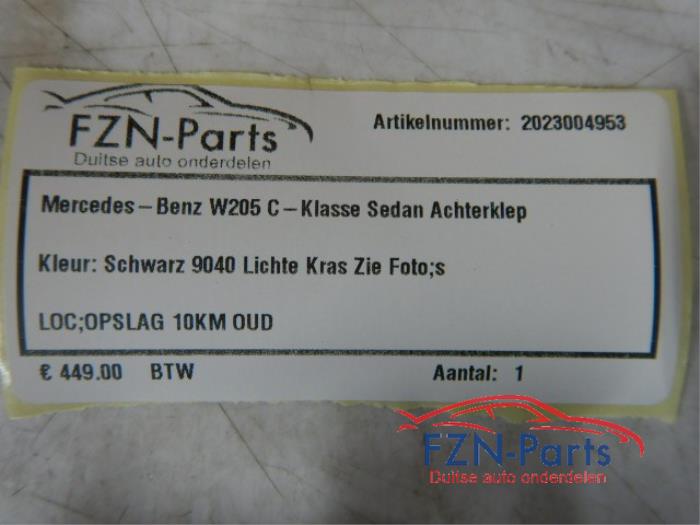 FZN-Parts
Duitse auto onderdelen
Artikelnummer: 2023004953
Mercedes-Benz W205 C-Klasse Sedan Achterklep
Kleur: Schwarz 9040 Lichte Kras Zie Foto;s
LOC;OPSLAG 10KM OUD
€ 449.00 BTW Aantal: 1
FZN-Parts
Duitse auto onderdelen